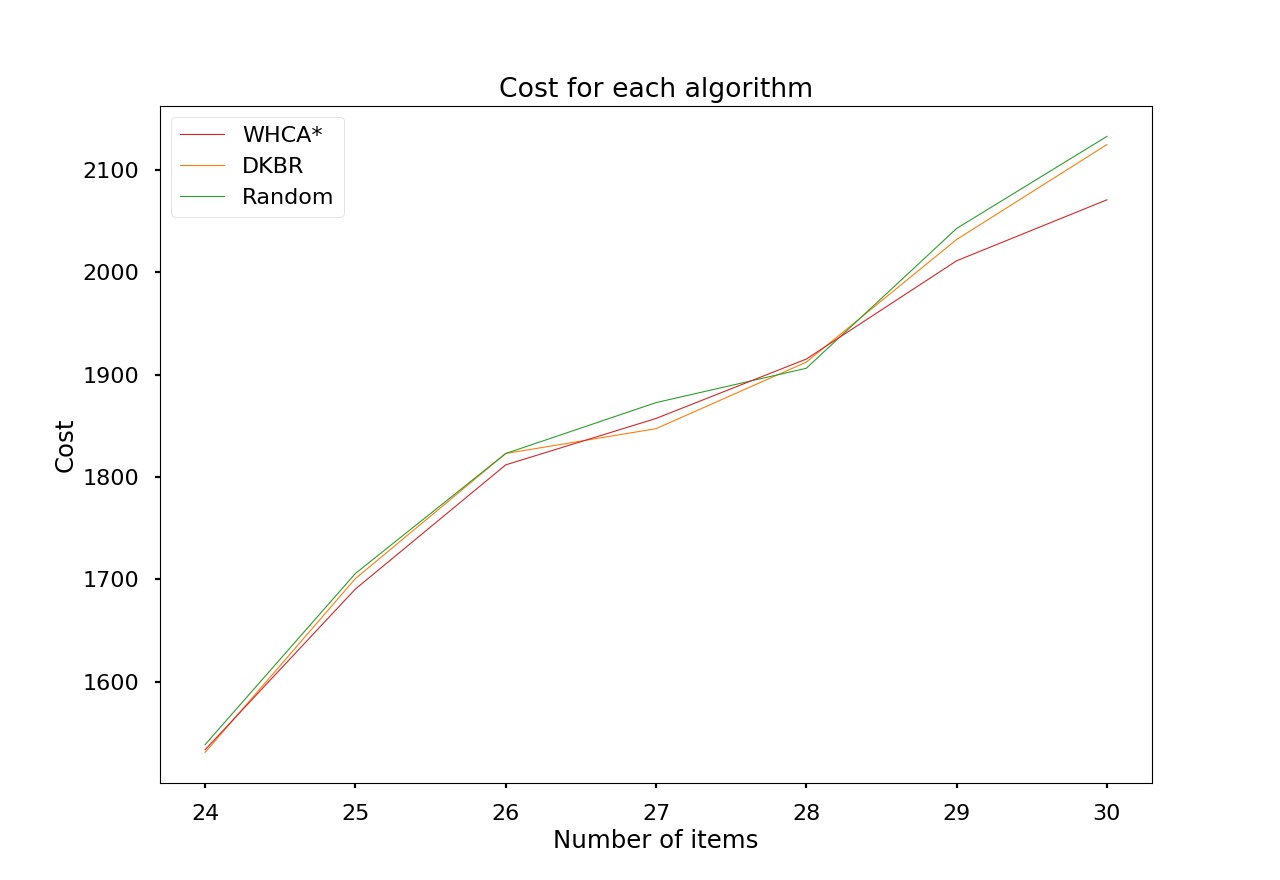 Cost for each algorithm
WHCA*
DKBR
Random
2100
2000
1900
1800
1700
1600
Cost
24 25 26 27 28 29 30
Number of items